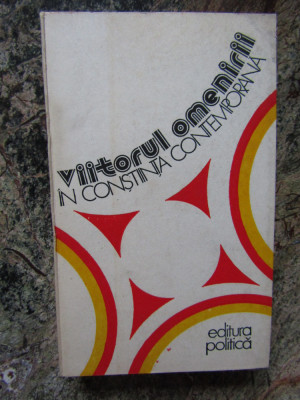 viitorul omenirii
ÎN CONȘTIINȚA CONTEMPORANĂ
editura
politică